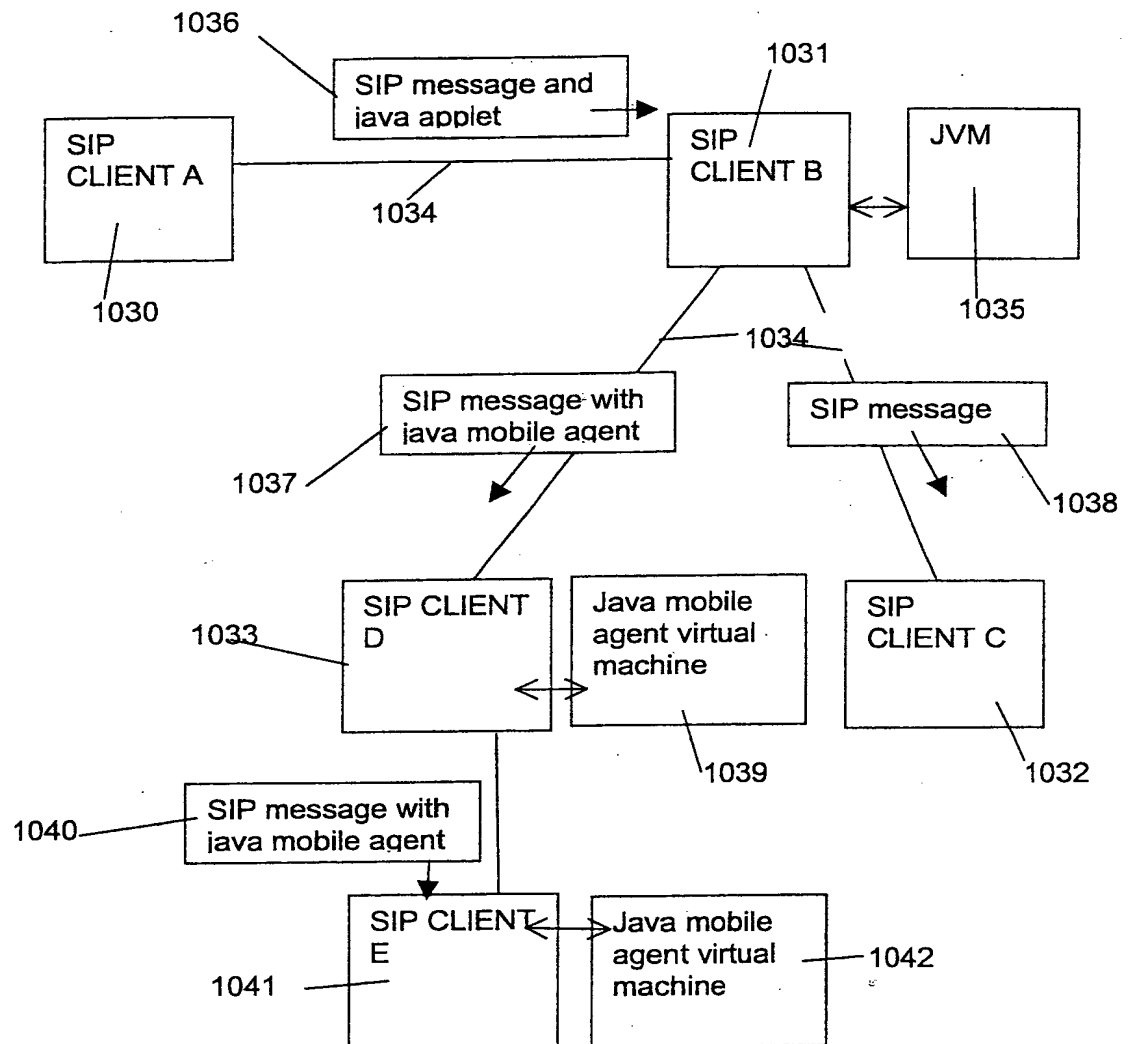 1036
SIP message and
java applet
1031
SIP
CLIENT A
SIP
CLIENT B
JVM
1034
1030
1035
1034
SIP message with
java mobile agent
SIP message
1037
1038
SIP CLIENT
D
Java mobile
agent virtual
machine
SIP
CLIENT C
1033
1039
1032
SIP message with
java mobile agent
1040
SIP CLIENT
E
Java mobile
agent virtual
machine
1042
1041